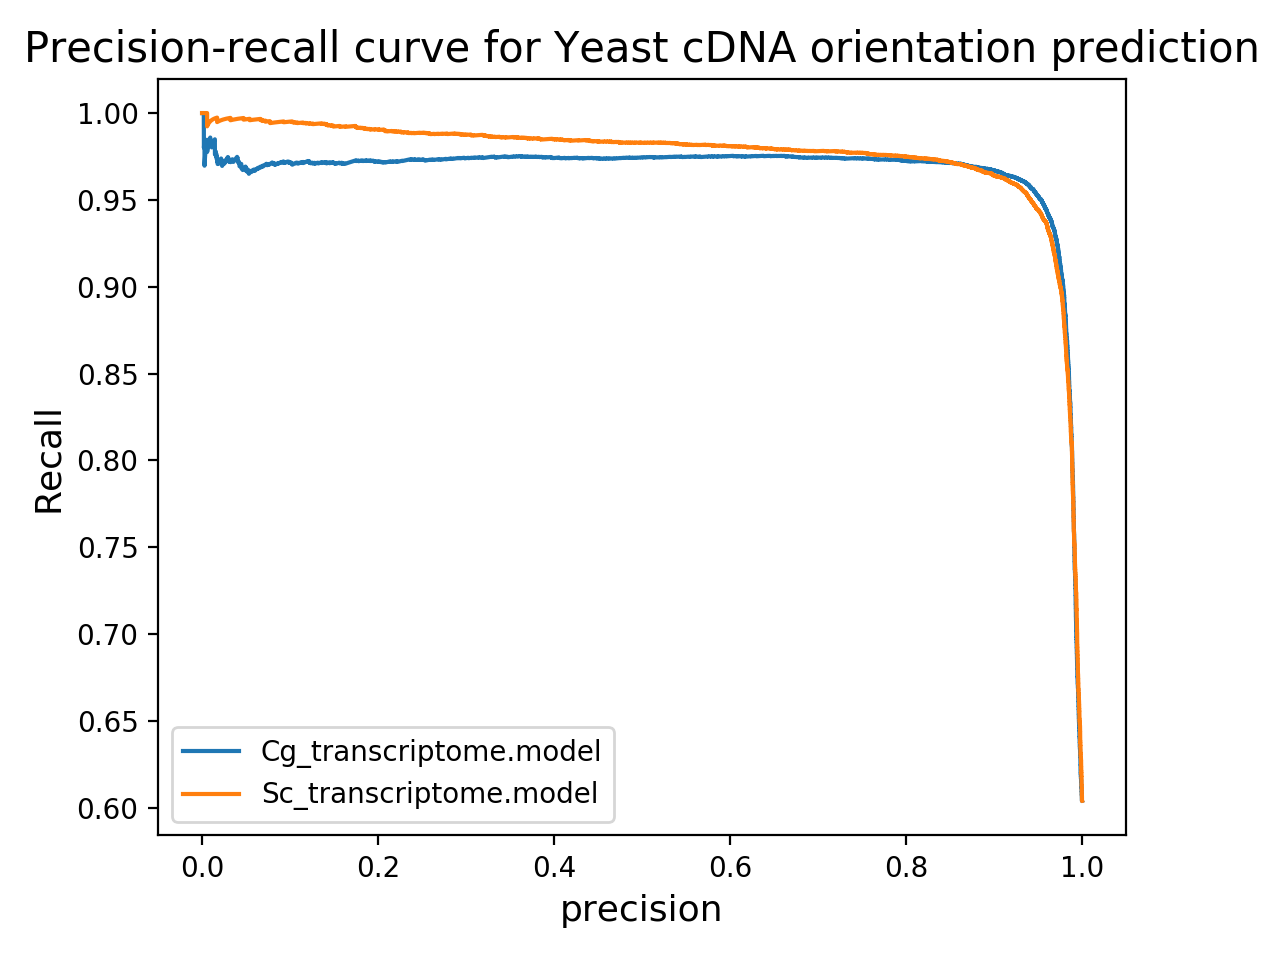 Precision-recall curve for Yeast cDNA orientation prediction
1.00
0.95
0.90
0.85
0.80
0.75
0.70
0.65
0.60
Recall
Cg_transcriptome.model
Sc_transcriptome.model
0.0 0.2 0.4 0.6 0.8 1.0
precision